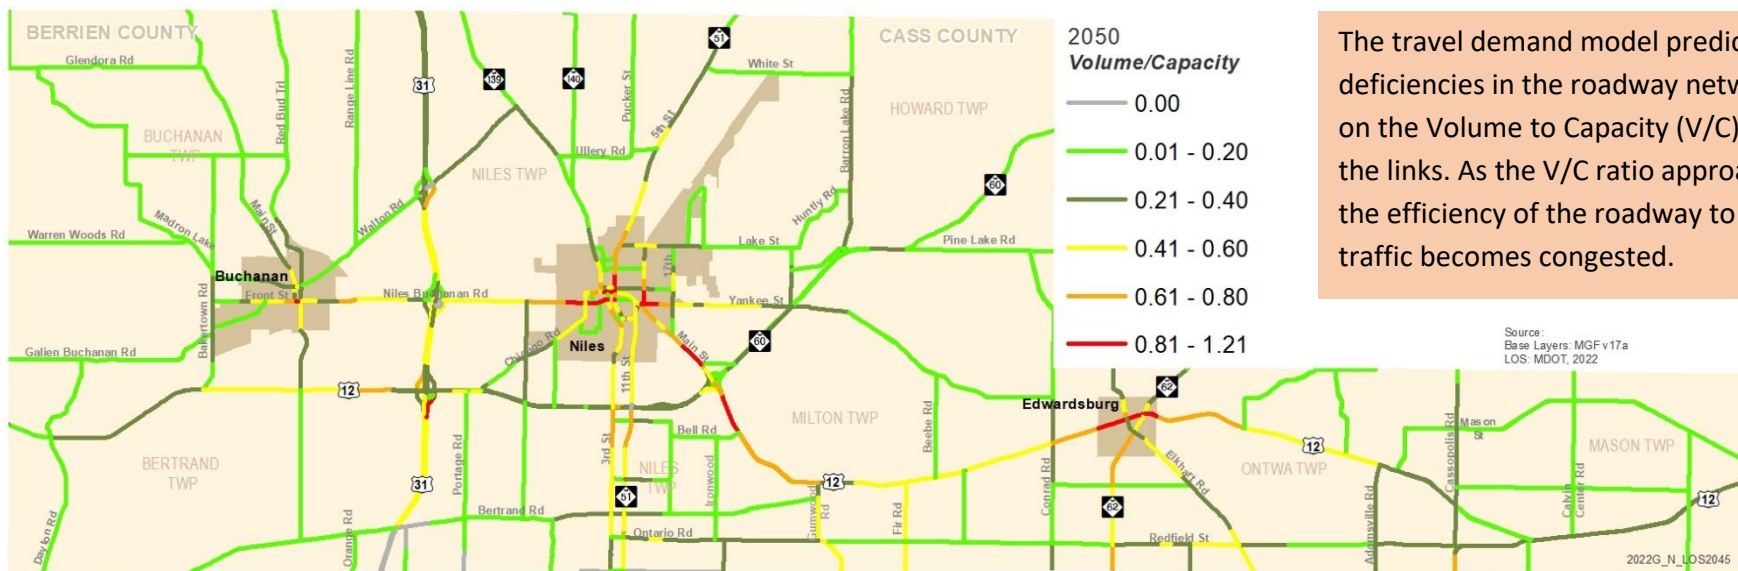 BERRIEN COUNTY
CASS COUNTY
Glendora Rd
Red Bud Trl
Range Line Rd
31
139
140
Pucker St
51
White St
Barron Lake Rd
HOWARD TWP
BUCHANAN
TWP
NILES TWP
Ullery Rd
5th St
Huntly Rd
60
Main St
Madron Lake
Walton Rd
Warren Woods Rd
Lake St
Pine Lake Rd
17th
Buchanan
Front St
Niles Buchanan Rd
Yankee St
Bakertown Rd
Galien Buchanan Rd
Chicago Rd
Niles
Main St
60
11th St
12
MILTON TWP
Beebe Rd
Edwardsburg
62
Bell Rd
3rd St
BERTRAND
TWP
Portage Rd
NILES
TWP
Ironwood
12
Conrad Rd
ONTWA TWP
Elkhart Rd
12
Cassopolis Rd
Mason
St
MASON TWP
Calvin
Center Rd
12
31
51
62
Dayton Rd
Orange Rd
Bertrand Rd
Ontario Rd
Gumwood
Rd
Fir Rd
Redfield St
Adamsville Rd
2022G_N_LOS2045
2050
Volume/Capacity
0.00
0.01 - 0.20
0.21 - 0.40
0.41 - 0.60
0.61 - 0.80
0.81 - 1.21
The travel demand model predic
deficiencies in the roadway netw
on the Volume to Capacity (V/C)
the links. As the V/C ratio approa
the efficiency of the roadway to
traffic becomes congested.
Source:
Base Layers: MGF v17a
LOS: MDOT, 2022